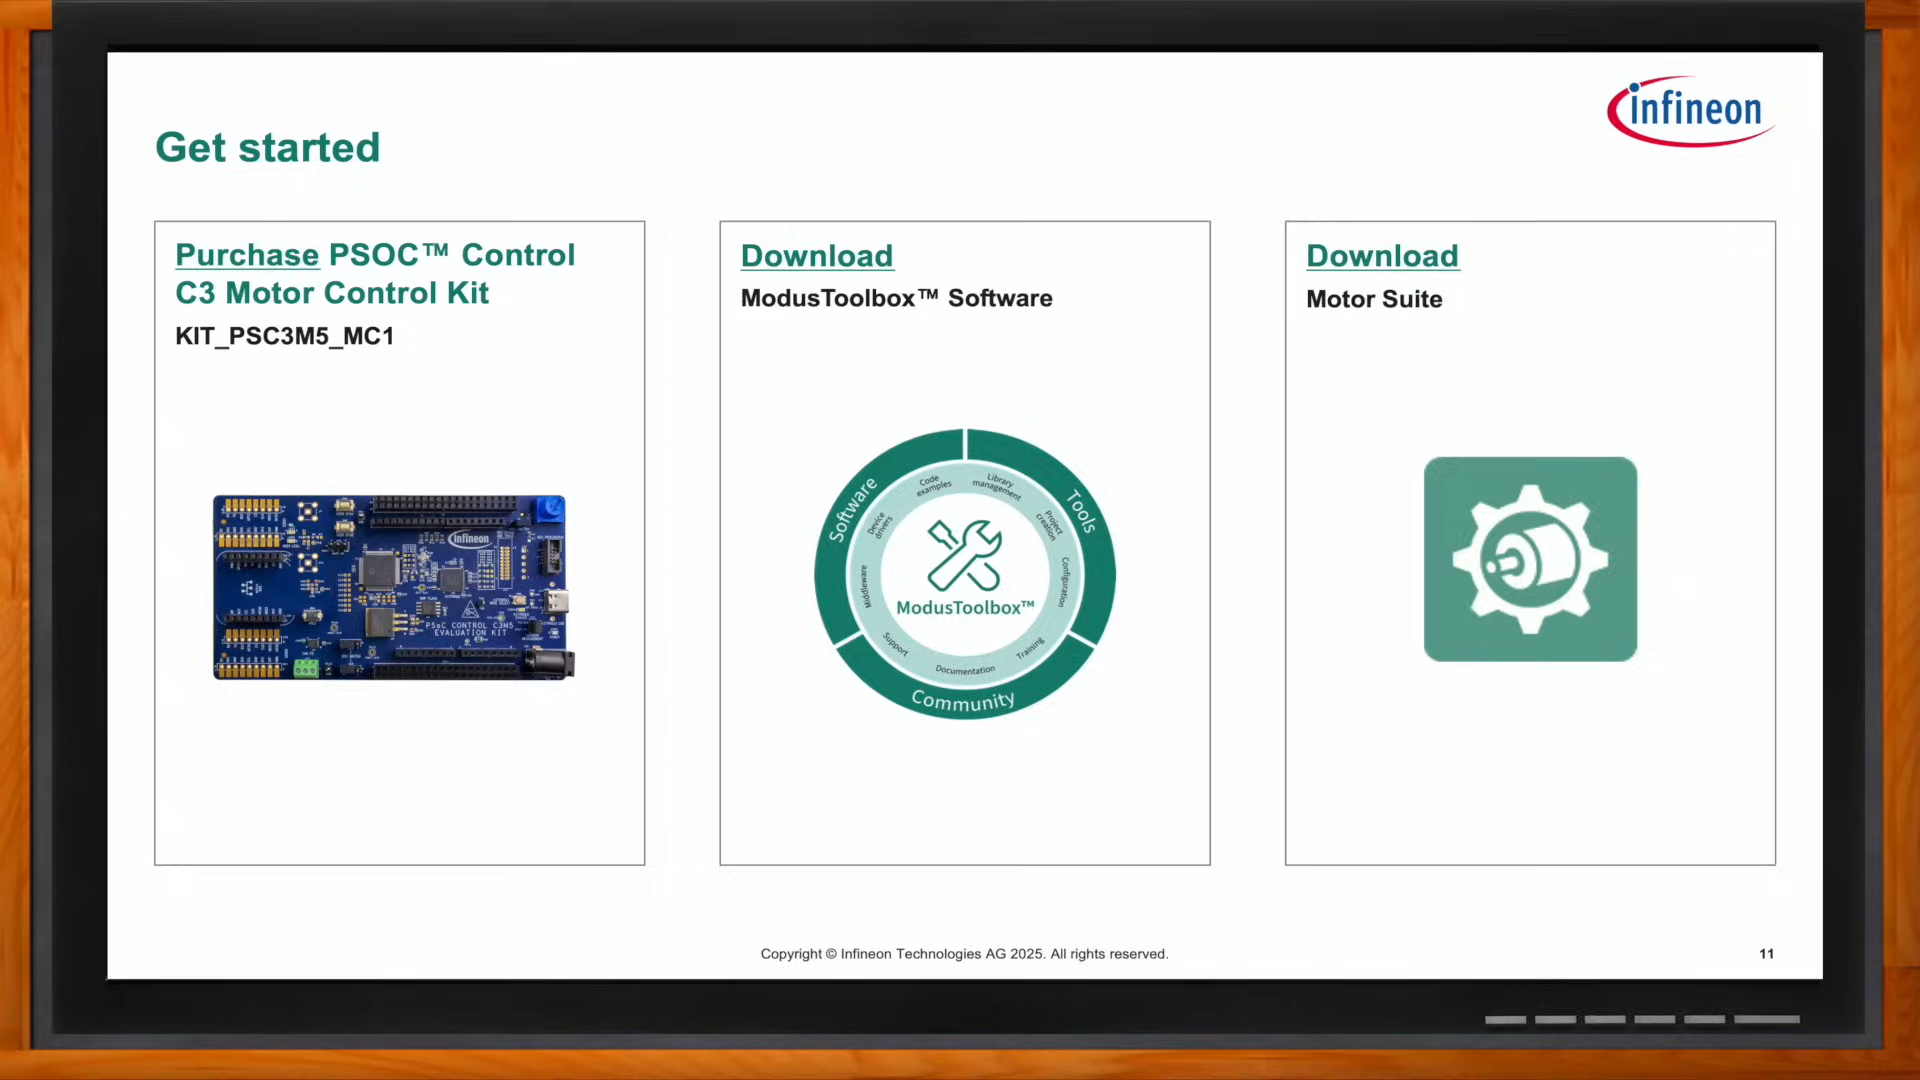 infineon
Get started
Purchase PSOC™ Control
C3 Motor Control Kit
KIT_PSC3M5_MC1
infineon
PSoC CONTROL C3M5
EVALUATION KIT
Download
ModusToolbox™ Software
Software
Tools
Community
Code
examples
Library
management
Device
drivers
Project
creation
Middleware
Configuration
Support
Documentation
Training
ModusToolbox™
Download
Motor Suite
Copyright © Infineon Technologies AG 2025. All rights reserved.
11